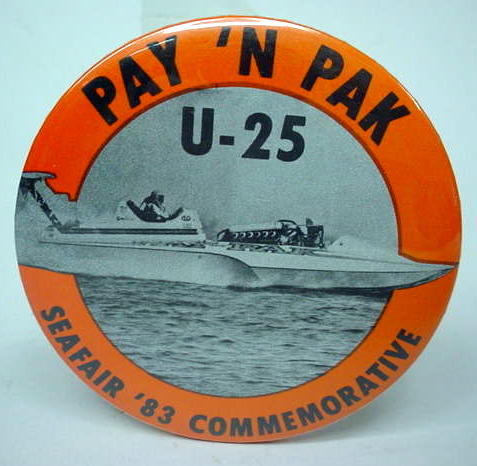 PAY 'N PAK
U-25
SEAFAIR '83 COMMEMORATIVE